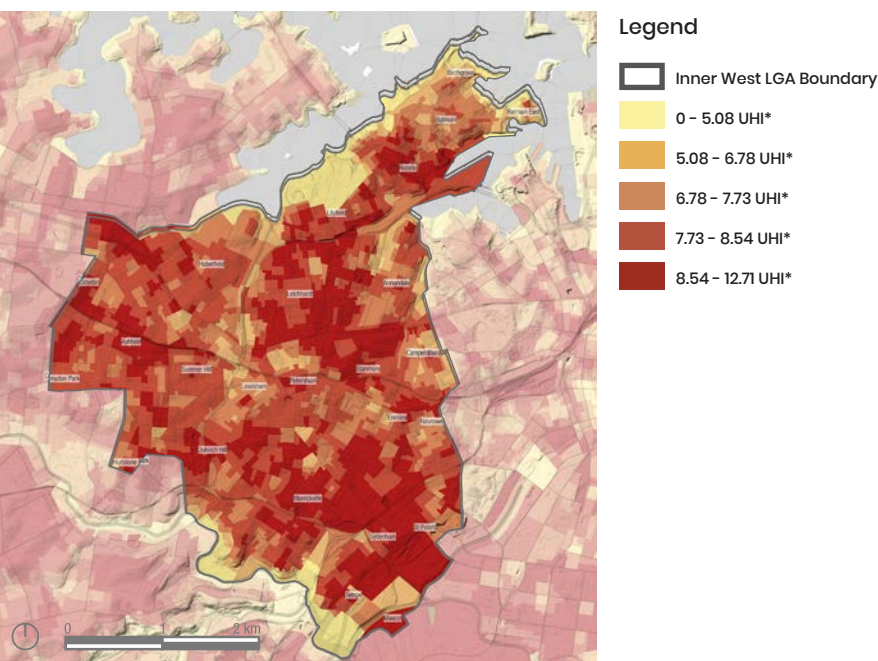 Legend
Inner West LGA Boundary
0 - 5.08 UHI*
5.08 - 6.78 UHI*
6.78 - 7.73 UHI*
7.73 - 8.54 UHI*
8.54 - 12.71 UHI*
Birchgrove
Balmain East
Balmain
Rozelle
Lilyfield
Haberfield
Croydon
Leichhardt
Annandale
Ashfield
Camperdown
Summer Hill
Stanmore
Croydon Park
Lewisham
Petersham
Enmore
Newtown
Dulwich Hill
Marrickville
St Peters
Sydenham
Tempe
0 1 2 km